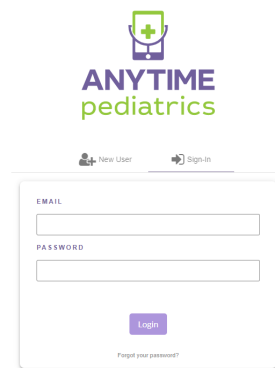 ANYTIME
pediatrics
New User
Sign-In
EMAIL
PASSWORD
Login
Forgot your password?